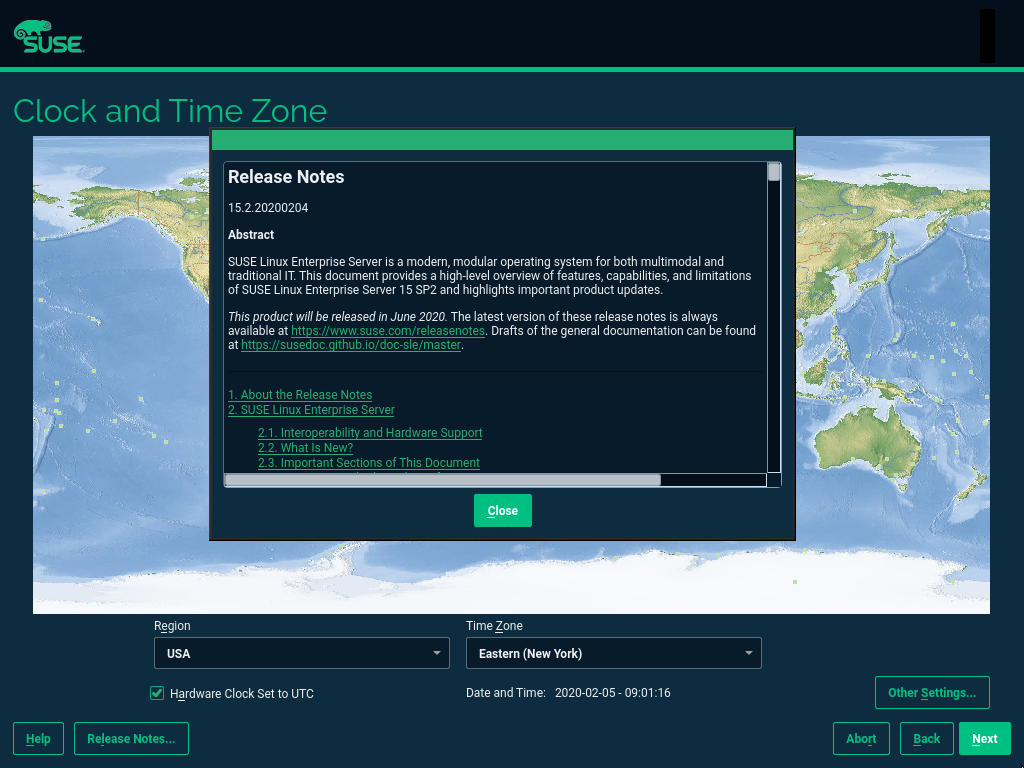 SUSE
Clock and Time Zone
Release Notes
15.2.20200204
Abstract
SUSE Linux Enterprise Server is a modern, modular operating system for both multimodal and
traditional IT. This document provides a high-level overview of features, capabilities, and limitations
of SUSE Linux Enterprise Server 15 SP2 and highlights important product updates.
This product will be released in June 2020. The latest version of these release notes is always
available at https://www.suse.com/releasenotes. Drafts of the general documentation can be found
at https://susedoc.github.io/doc-sle/master.
1. About the Release Notes
2. SUSE Linux Enterprise Server
2.1. Interoperability and Hardware Support
2.2. What Is New?
2.3. Important Sections of This Document
Close
Region
Time Zone
USA
Eastern (New York)
Hardware Clock Set to UTC
Date and Time: 2020-02-05 - 09:01:16
Other Settings...
Help
Release Notes...
Abort
Back
Next